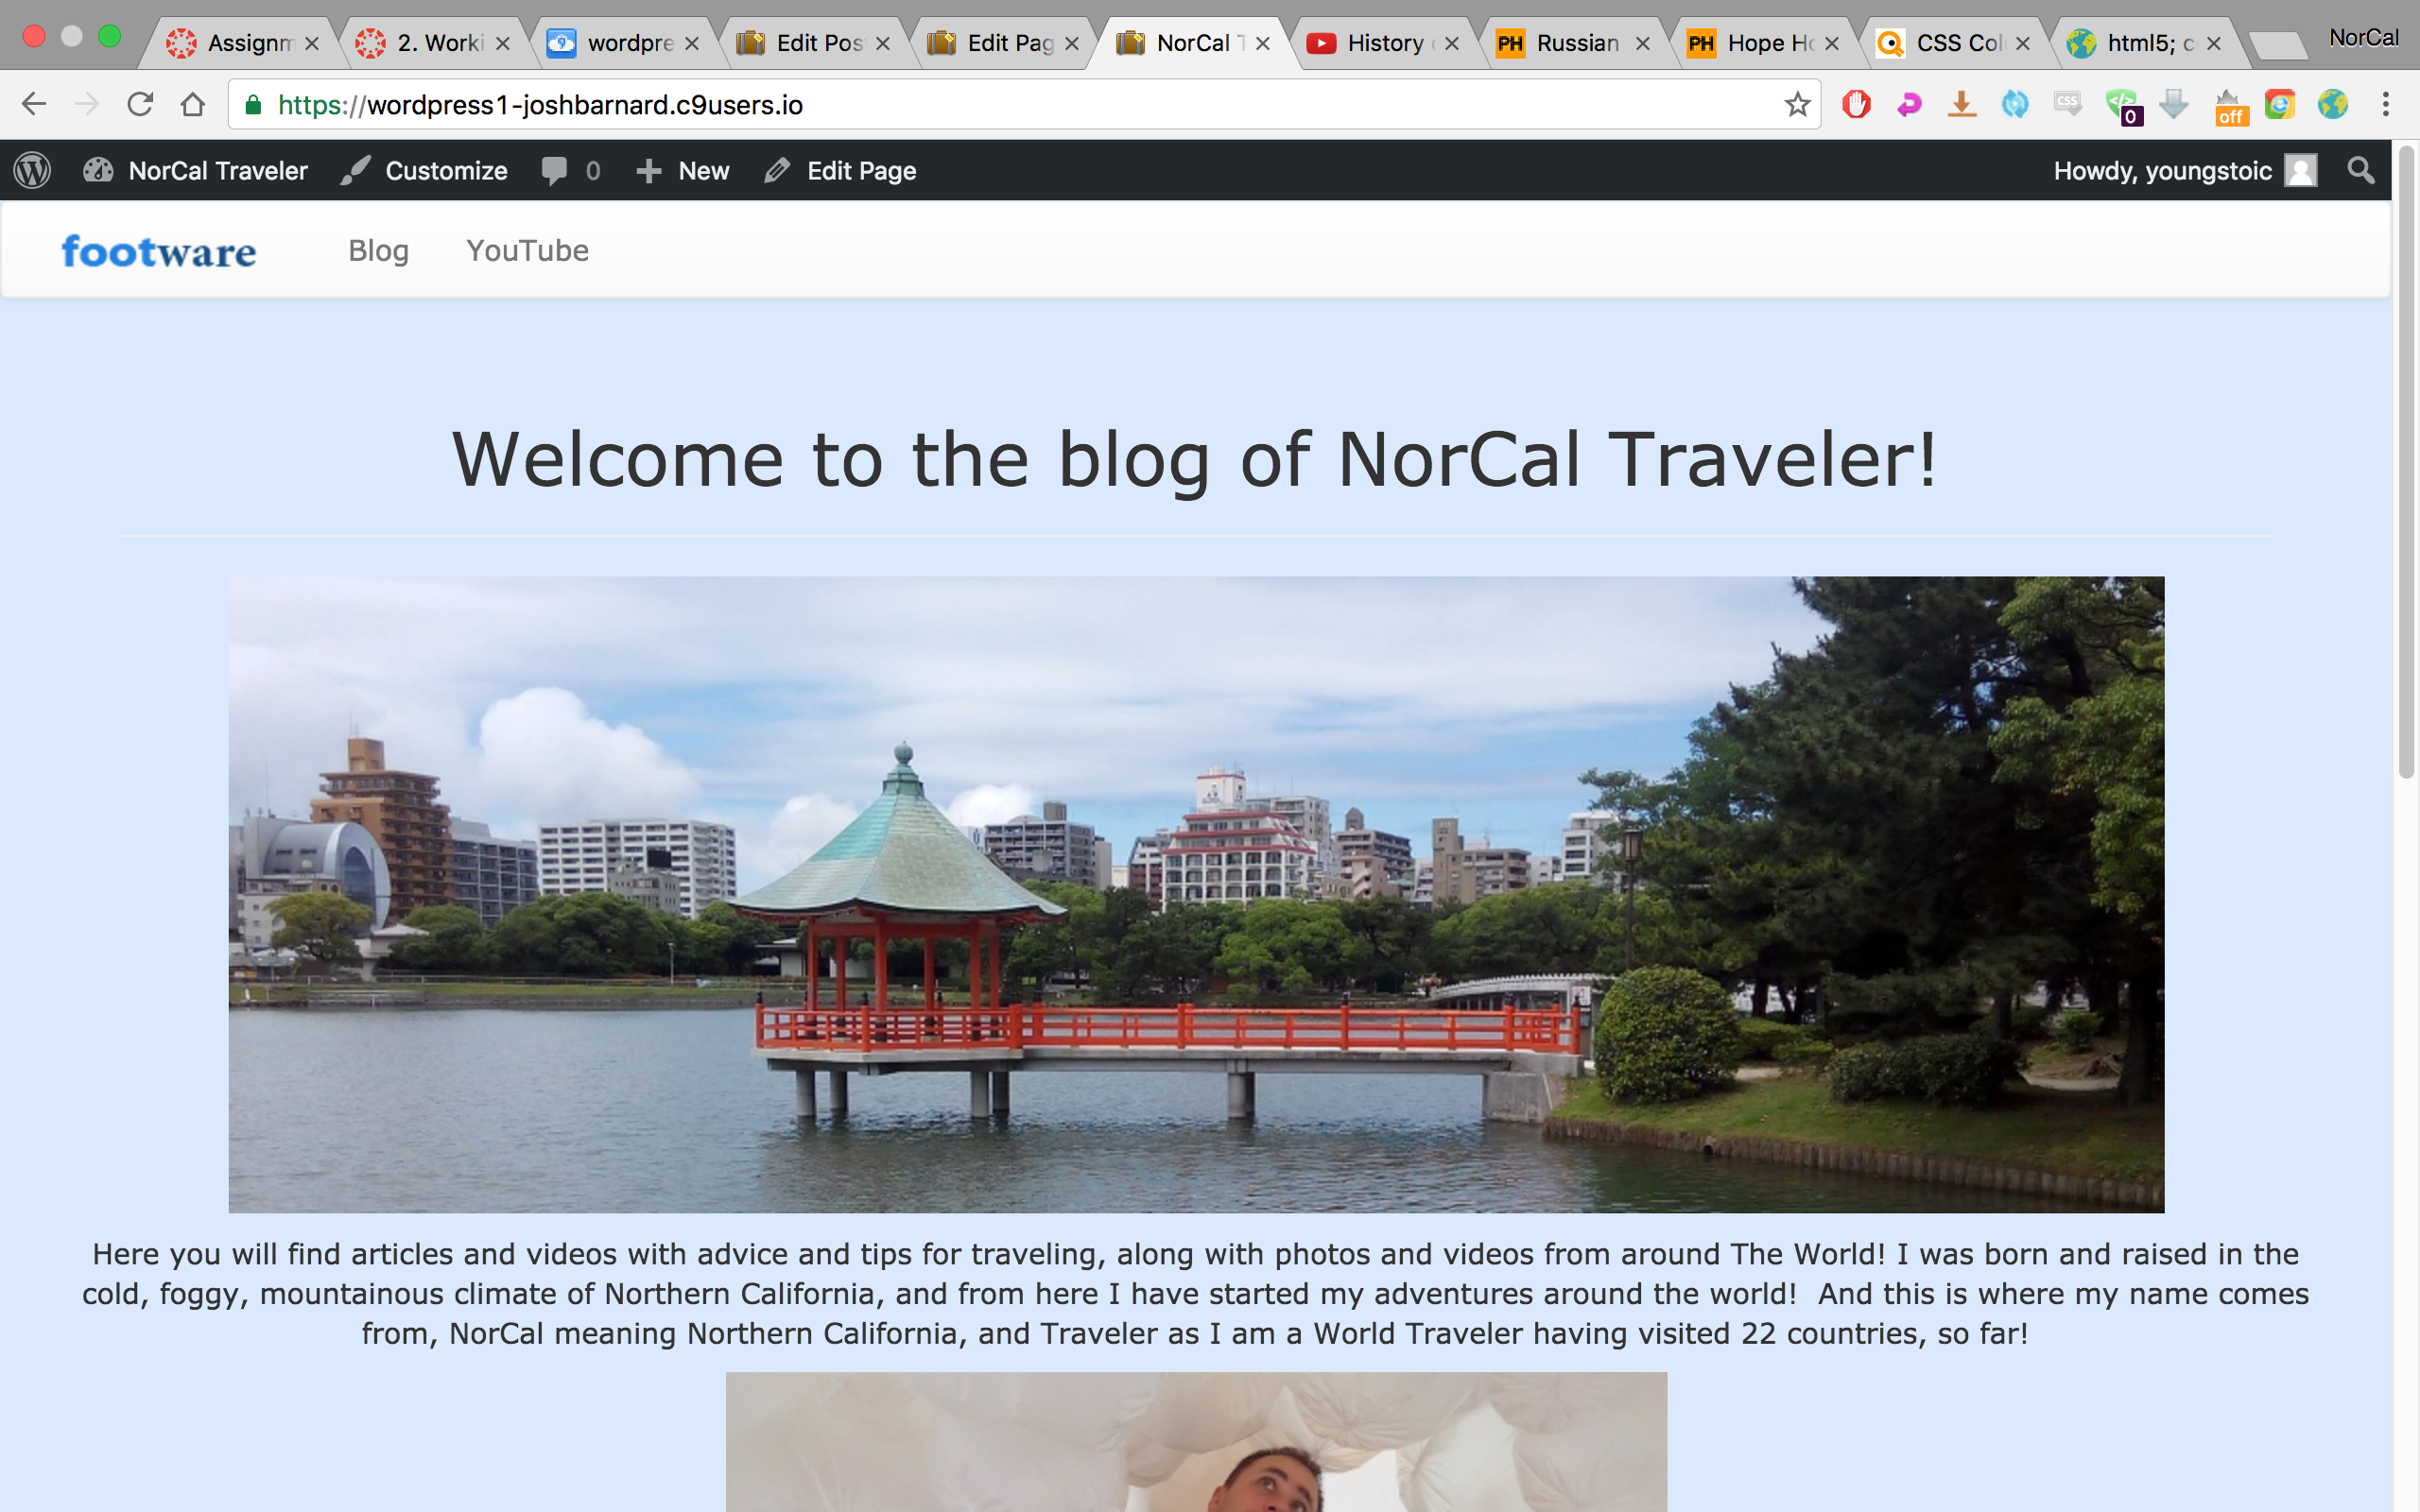 Assignm
2. Worki
wordpre
Edit Pos
Edit Pag
NorCal T
History
Russian
Hope Ho
CSS Col
html5; c
NorCal
https://wordpress1-joshbarnard.c9users.io
CSS
0
off
NorCal Traveler
Customize
0
New
Edit Page
Howdy, youngstoic
footware
Blog
YouTube
Welcome to the blog of NorCal Traveler!
Here you will find articles and videos with advice and tips for traveling, along with photos and videos from around The World! I was born and raised in the
cold, foggy, mountainous climate of Northern California, and from here I have started my adventures around the world! And this is where my name comes
from, NorCal meaning Northern California, and Traveler as I am a World Traveler having visited 22 countries, so far!